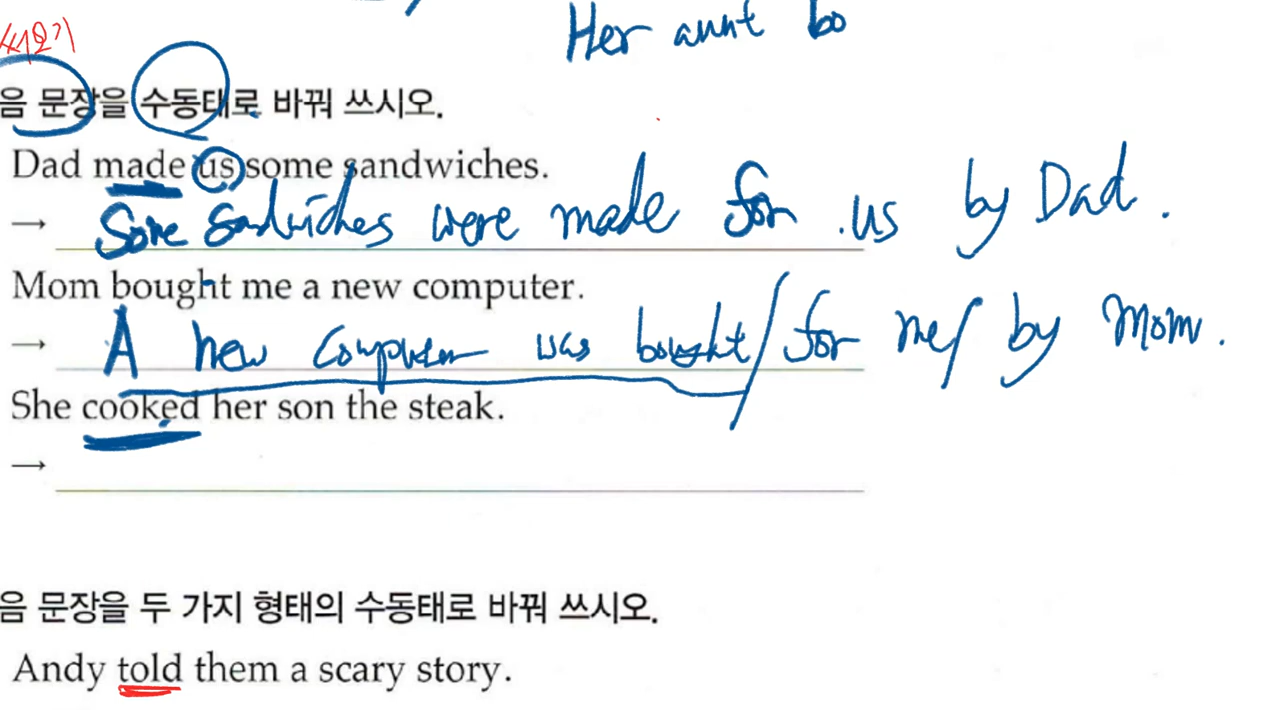 Her aunt bo
음 문장을 수동태로 바꿔 쓰시오.
Dad made us some sandwiches.
→ Some sandwiches were made for us by Dad.
Mom bought me a new computer.
→ A new computer was bought / for me / by Mom.
She cooked her son the steak.
→
음 문장을 두 가지 형태의 수동태로 바꿔 쓰시오.
Andy told them a scary story.